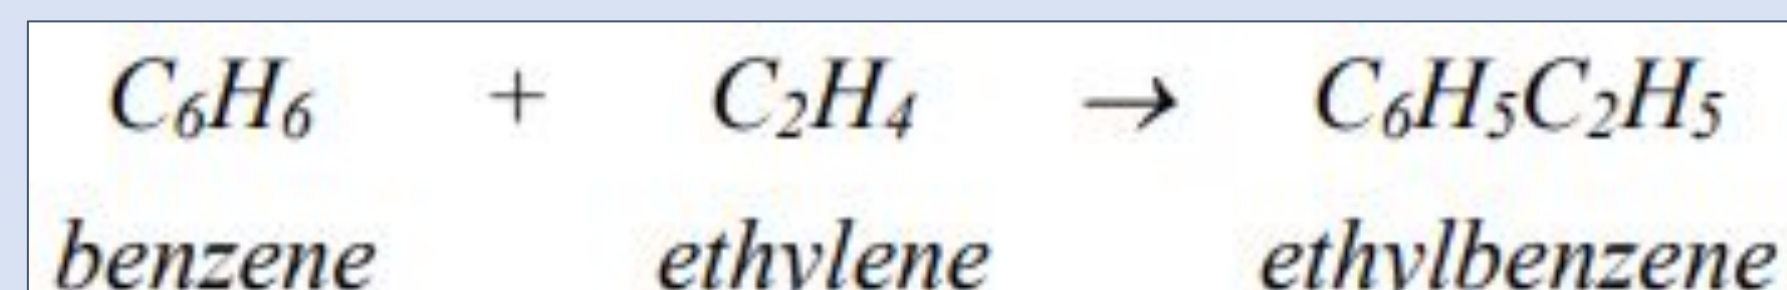 C₆H₆ + C₂H₄ → C₆H₅C₂H₅
benzene ethylene ethylbenzene